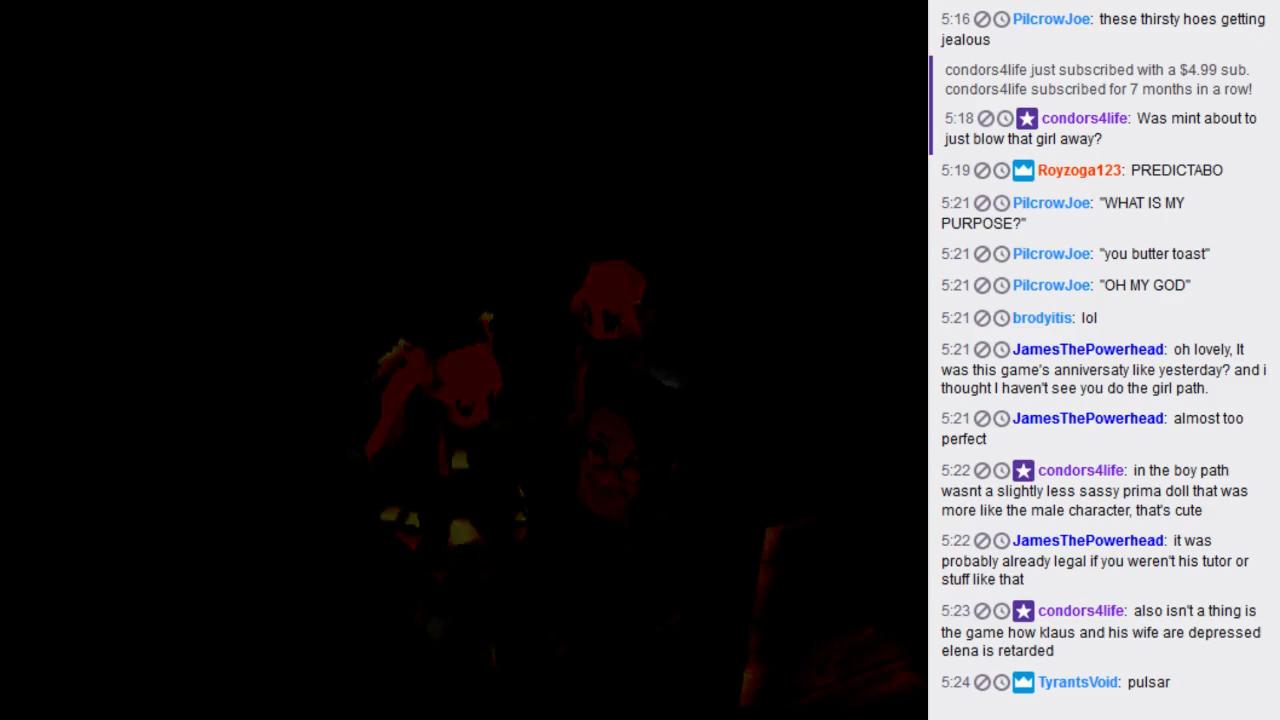 5:16 PilcrowJoe: these thirsty hoes getting
jealous
condors4life just subscribed with a $4.99 sub.
condors4life subscribed for 7 months in a row!
5:18 condors4life: Was mint about to
just blow that girl away?
5:19 Royzoga123: PREDICTABO
5:21 PilcrowJoe: "WHAT IS MY
PURPOSE?"
5:21 PilcrowJoe: "you butter toast"
5:21 PilcrowJoe: "OH MY GOD"
5:21 brodyitis: lol
5:21 JamesThePowerhead: oh lovely, It
was this game's anniversaty like yesterday? and i
thought I haven't see you do the girl path.
5:21 JamesThePowerhead: almost too
perfect
5:22 condors4life: in the boy path
wasnt a slightly less sassy prima doll that was
more like the male character, that's cute
5:22 JamesThePowerhead: it was
probably already legal if you weren't his tutor or
stuff like that
5:23 condors4life: also isn't a thing is
the game how klaus and his wife are depressed
elena is retarded
5:24 TyrantsVoid: pulsar